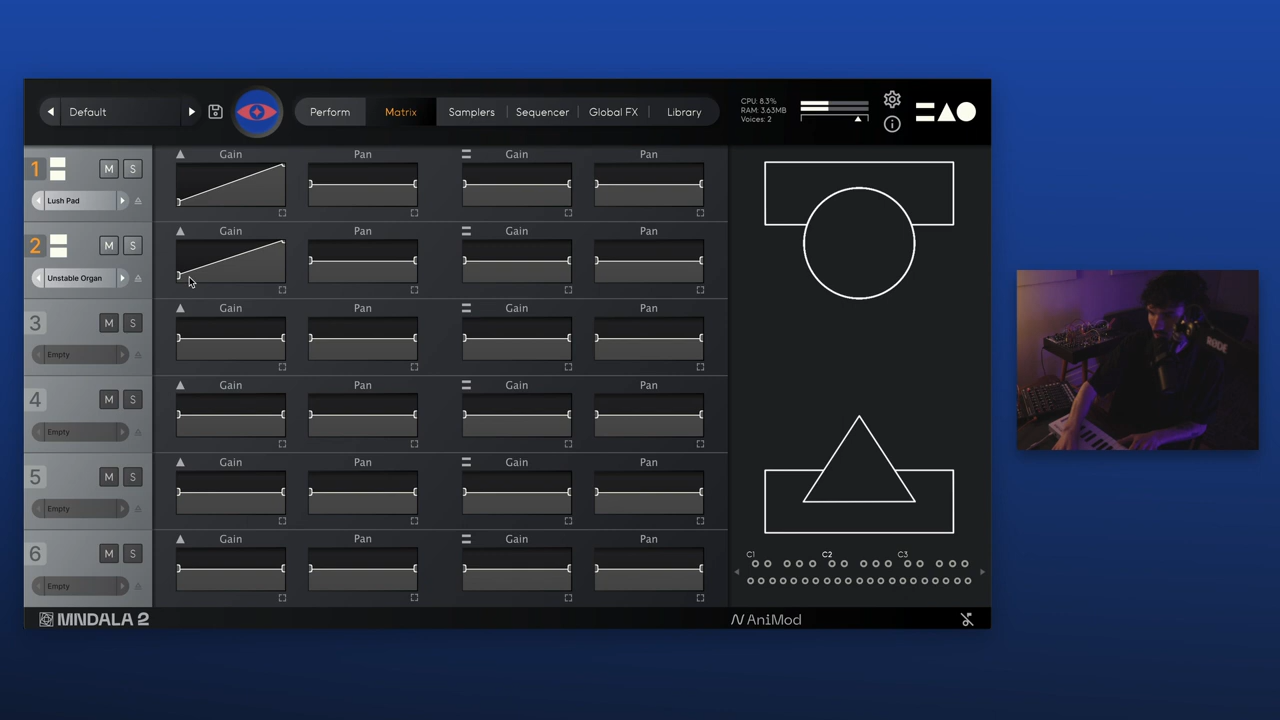 Default
Perform
Matrix
Samplers
Sequencer
Global FX
Library
CPU: 8.3%
RAM: 3.63MB
Voices: 2
1
M
S
Lush Pad
Gain
Pan
Gain
Pan
2
M
S
Unstable Organ
Gain
Pan
Gain
Pan
3
M
S
Empty
Gain
Pan
Gain
Pan
4
M
S
Empty
Gain
Pan
Gain
Pan
5
M
S
Empty
Gain
Pan
Gain
Pan
6
M
S
Empty
Gain
Pan
Gain
Pan
C1
C2
C3
MNDALA 2
AniMod
RODE